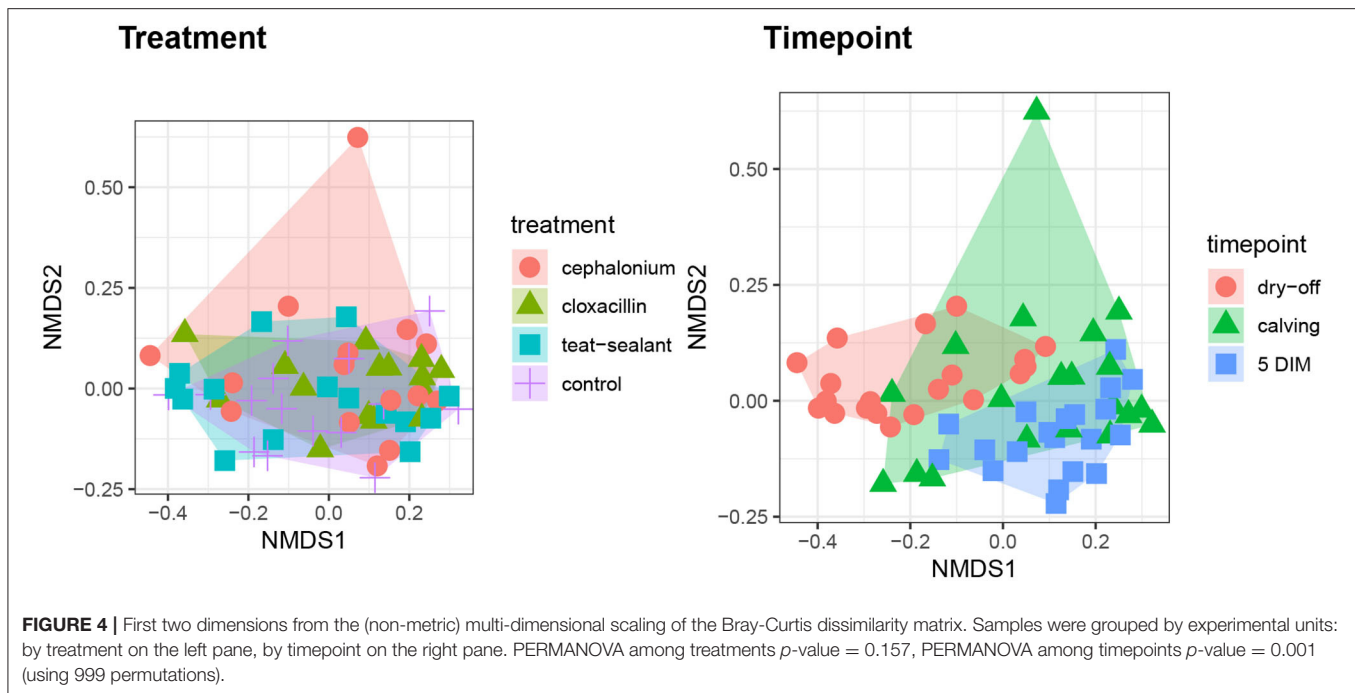 Treatment
Timepoint
0.50
0.25
0.00
−0.25
NMDS2
−0.4
−0.2
0.0
0.2
NMDS1
treatment
cephalonium
cloxacillin
teat-sealant
control
0.50
0.25
0.00
−0.25
NMDS2
−0.4
−0.2
0.0
0.2
NMDS1
timepoint
dry-off
calving
5 DIM
FIGURE 4 | First two dimensions from the (non-metric) multi-dimensional scaling of the Bray-Curtis dissimilarity matrix. Samples were grouped by experimental units:
by treatment on the left pane, by timepoint on the right pane. PERMANOVA among treatments p-value = 0.157, PERMANOVA among timepoints p-value = 0.001
(using 999 permutations).